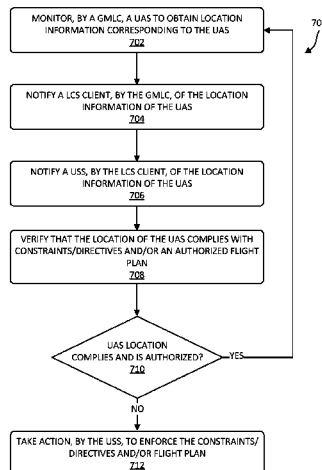 MONITOR, BY A GMLC, A UAS TO OBTAIN LOCATION
INFORMATION CORRESPONDING TO THE UAS
702
70
NOTIFY A LCS CLIENT, BY THE GMLC, OF THE LOCATION
INFORMATION OF THE UAS
704
NOTIFY A USS, BY THE LCS CLIENT, OF THE LOCATION
INFORMATION OF THE UAS
706
VERIFY THAT THE LOCATION OF THE UAS COMPLIES WITH
CONSTRAINTS/DIRECTIVES AND/OR AN AUTHORIZED FLIGHT
PLAN
708
UAS LOCATION
COMPLIES AND IS AUTHORIZED?
710
YES
NO
TAKE ACTION, BY THE USS, TO ENFORCE THE CONSTRAINTS/
DIRECTIVES AND/OR FLIGHT PLAN
712